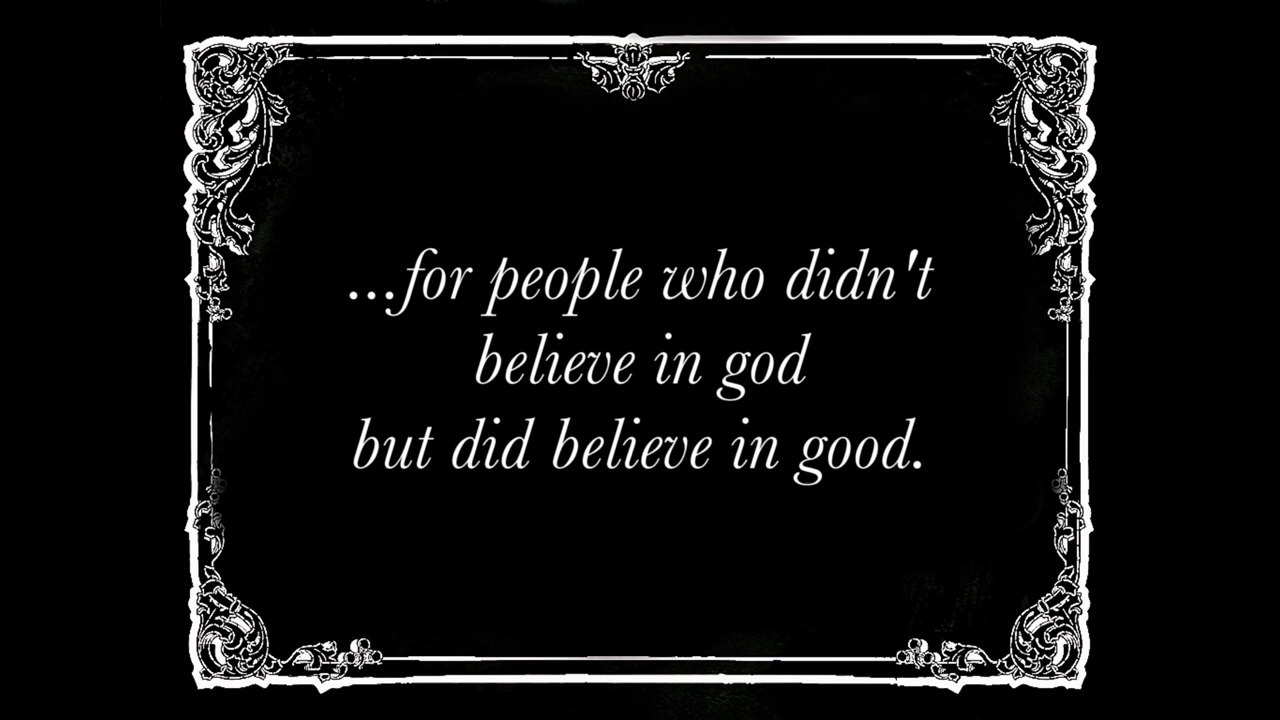 ...for people who didn't
believe in god
but did believe in good.